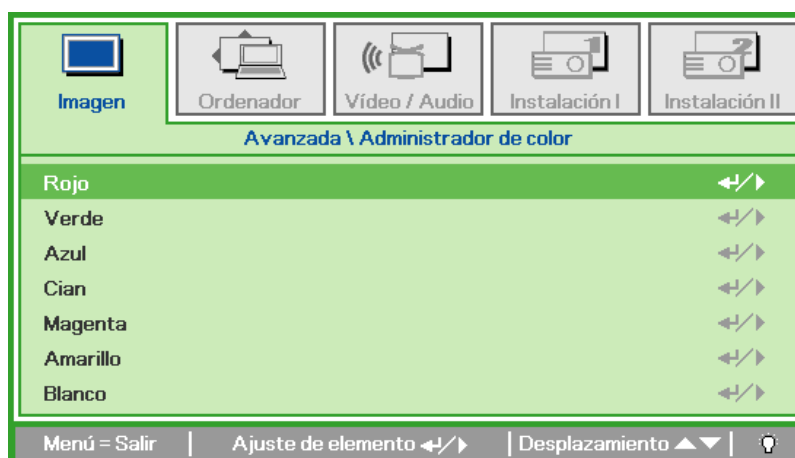 Imagen Ordenador Vídeo / Audio Instalación I Instalación II
Avanzada \ Administrador de color
Rojo
Verde
Azul
Cian
Magenta
Amarillo
Blanco
Menú = Salir | Ajuste de elemento | Desplazamiento |